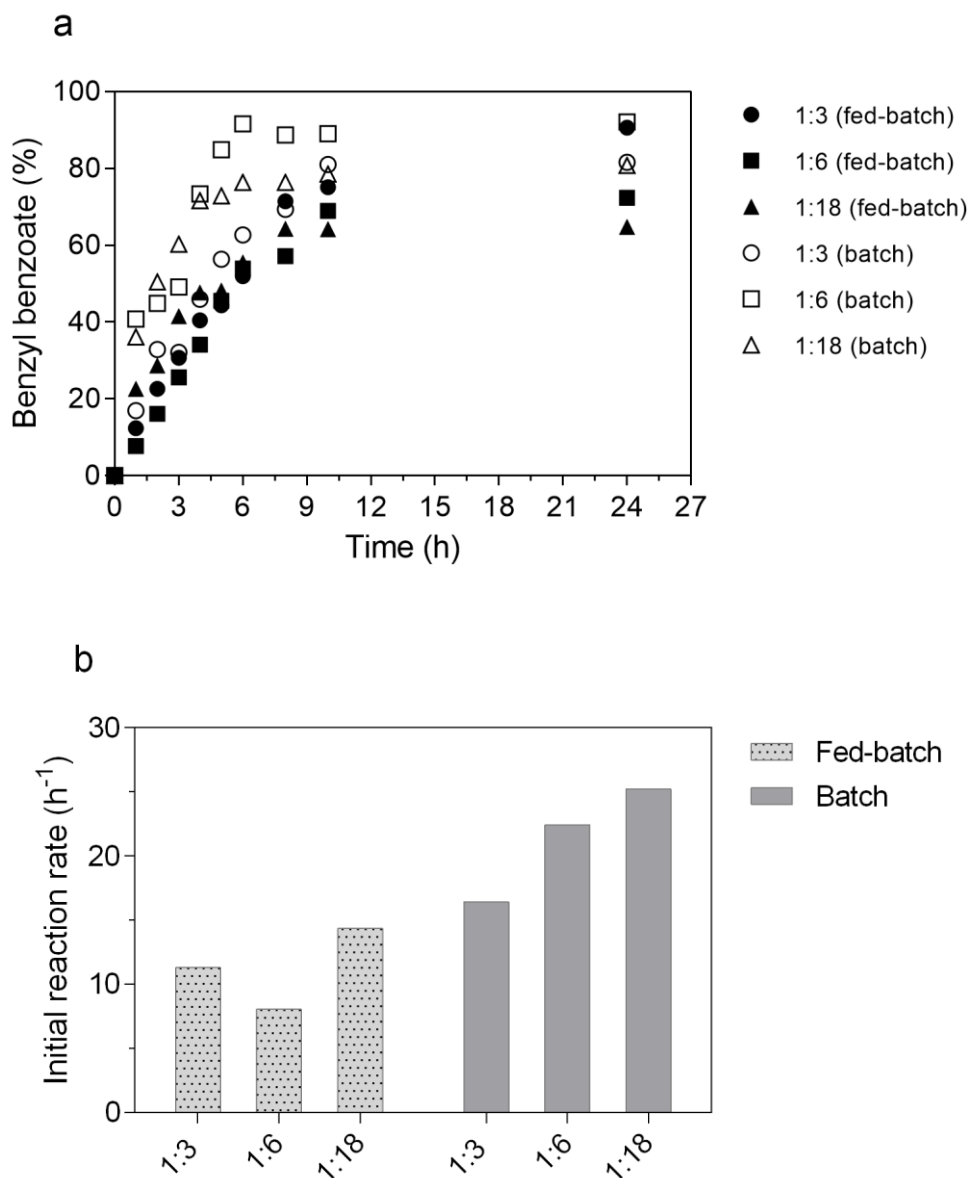 a
Benzyl benzoate (%)
100
80
60
40
20
0
0 3 6 9 12 15 18 21 24 27
Time (h)
1:3 (fed-batch)
1:6 (fed-batch)
1:18 (fed-batch)
1:3 (batch)
1:6 (batch)
1:18 (batch)
b
Initial reaction rate (h⁻¹)
30
20
10
0
1:3 1:6 1:18 1:3 1:6 1:18
Fed-batch
Batch